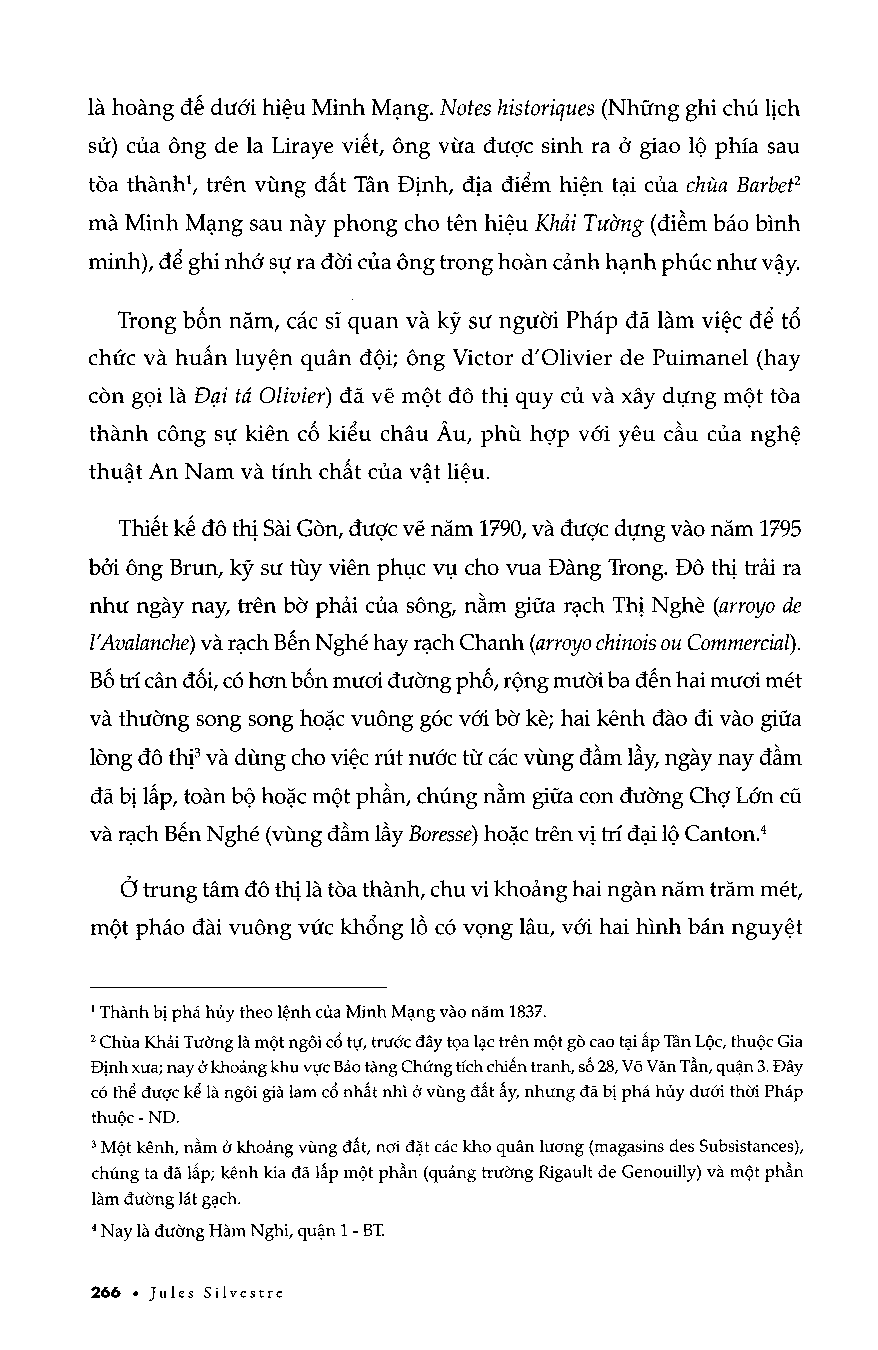 là hoàng đế dưới hiệu Minh Mạng. Notes historiques (Những ghi chú lịch
sử) của ông de la Liraye viết, ông vừa được sinh ra ở giao lộ phía sau
tòa thành¹, trên vùng đất Tân Định, địa điểm hiện tại của chùa Barbet²
mà Minh Mạng sau này phong cho tên hiệu Khải Tường (điềm báo bình
minh), để ghi nhớ sự ra đời của ông trong hoàn cảnh hạnh phúc như vậy.
Trong bốn năm, các sĩ quan và kỹ sư người Pháp đã làm việc để tổ
chức và huấn luyện quân đội; ông Victor d'Olivier de Puimanel (hay
còn gọi là Đại tá Olivier) đã vẽ một đô thị quy củ và xây dựng một tòa
thành công sự kiên cố kiểu châu Âu, phù hợp với yêu cầu của nghệ
thuật An Nam và tính chất của vật liệu.
Thiết kế đô thị Sài Gòn, được vẽ năm 1790, và được dựng vào năm 1795
bởi ông Brun, kỹ sư tùy viên phục vụ cho vua Đàng Trong. Đô thị trải ra
như ngày nay, trên bờ phải của sông, nằm giữa rạch Thị Nghè (arroyo de
l'Avalanche) và rạch Bến Nghé hay rạch Chanh (arroyo chinois ou Commercial).
Bố trí cân đối, có hơn bốn mươi đường phố, rộng mười ba đến hai mươi mét
và thường song song hoặc vuông góc với bờ kè; hai kênh đào đi vào giữa
lòng đô thị³ và dùng cho việc rút nước từ các vùng đầm lầy, ngày nay đầm
đã bị lấp, toàn bộ hoặc một phần, chúng nằm giữa con đường Chợ Lớn cũ
và rạch Bến Nghé (vùng đầm lầy Boresse) hoặc trên vị trí đại lộ Canton.⁴
Ở trung tâm đô thị là tòa thành, chu vi khoảng hai ngàn năm trăm mét,
một pháo đài vuông vức khổng lồ có vọng lâu, với hai hình bán nguyệt
¹ Thành bị phá hủy theo lệnh của Minh Mạng vào năm 1837.
² Chùa Khải Tường là một ngôi cổ tự, trước đây tọa lạc trên một gò cao tại ấp Tân Lộc, thuộc Gia
Định xưa; nay ở khoảng khu vực Bảo tàng Chứng tích chiến tranh, số 28, Võ Văn Tần, quận 3. Đây
có thể được kể là ngôi già lam cổ nhất nhì ở vùng đất ấy, nhưng đã bị phá hủy dưới thời Pháp
thuộc - ND.
³ Một kênh, nằm ở khoảng vùng đất, nơi đặt các kho quân lương (magasins des Subsistances),
chúng ta đã lấp; kênh kia đã lấp một phần (quảng trường Rigault de Genouilly) và một phần
làm đường lát gạch.
⁴ Nay là đường Hàm Nghi, quận 1 - BT.
266 • Jules Silvestre